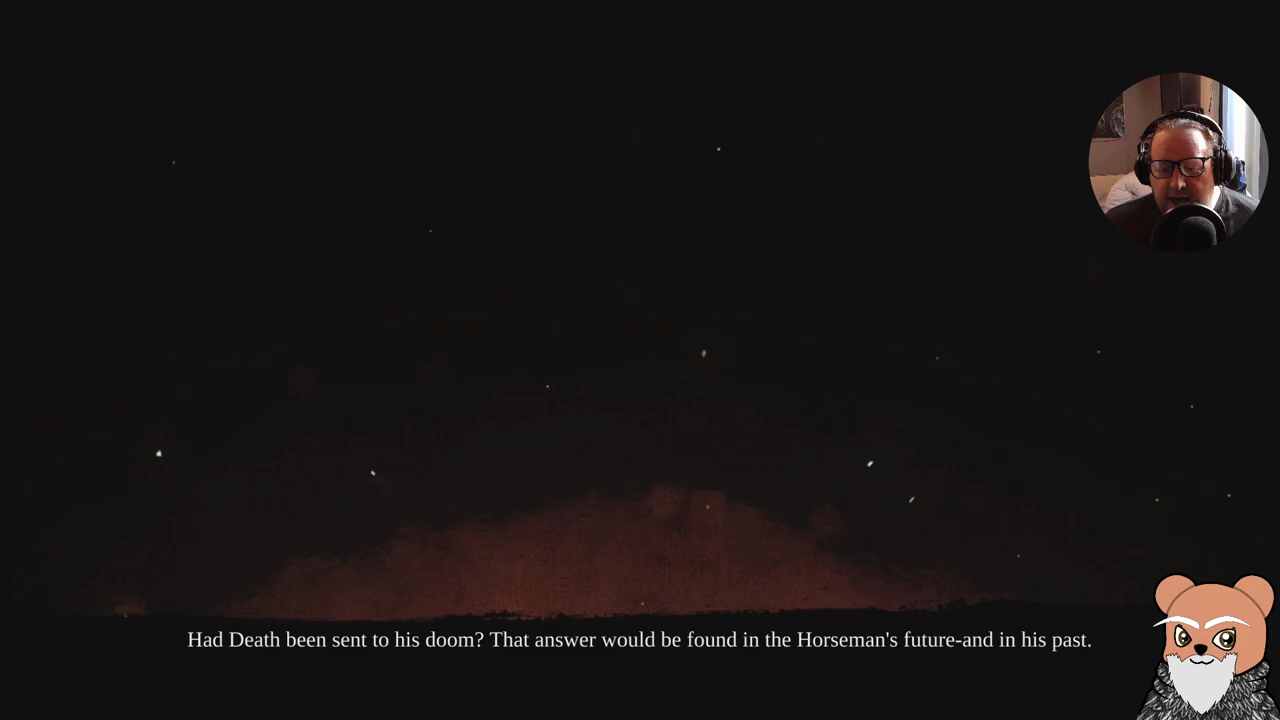 Had Death been sent to his doom? That answer would be found in the Horseman's future-and in his past.